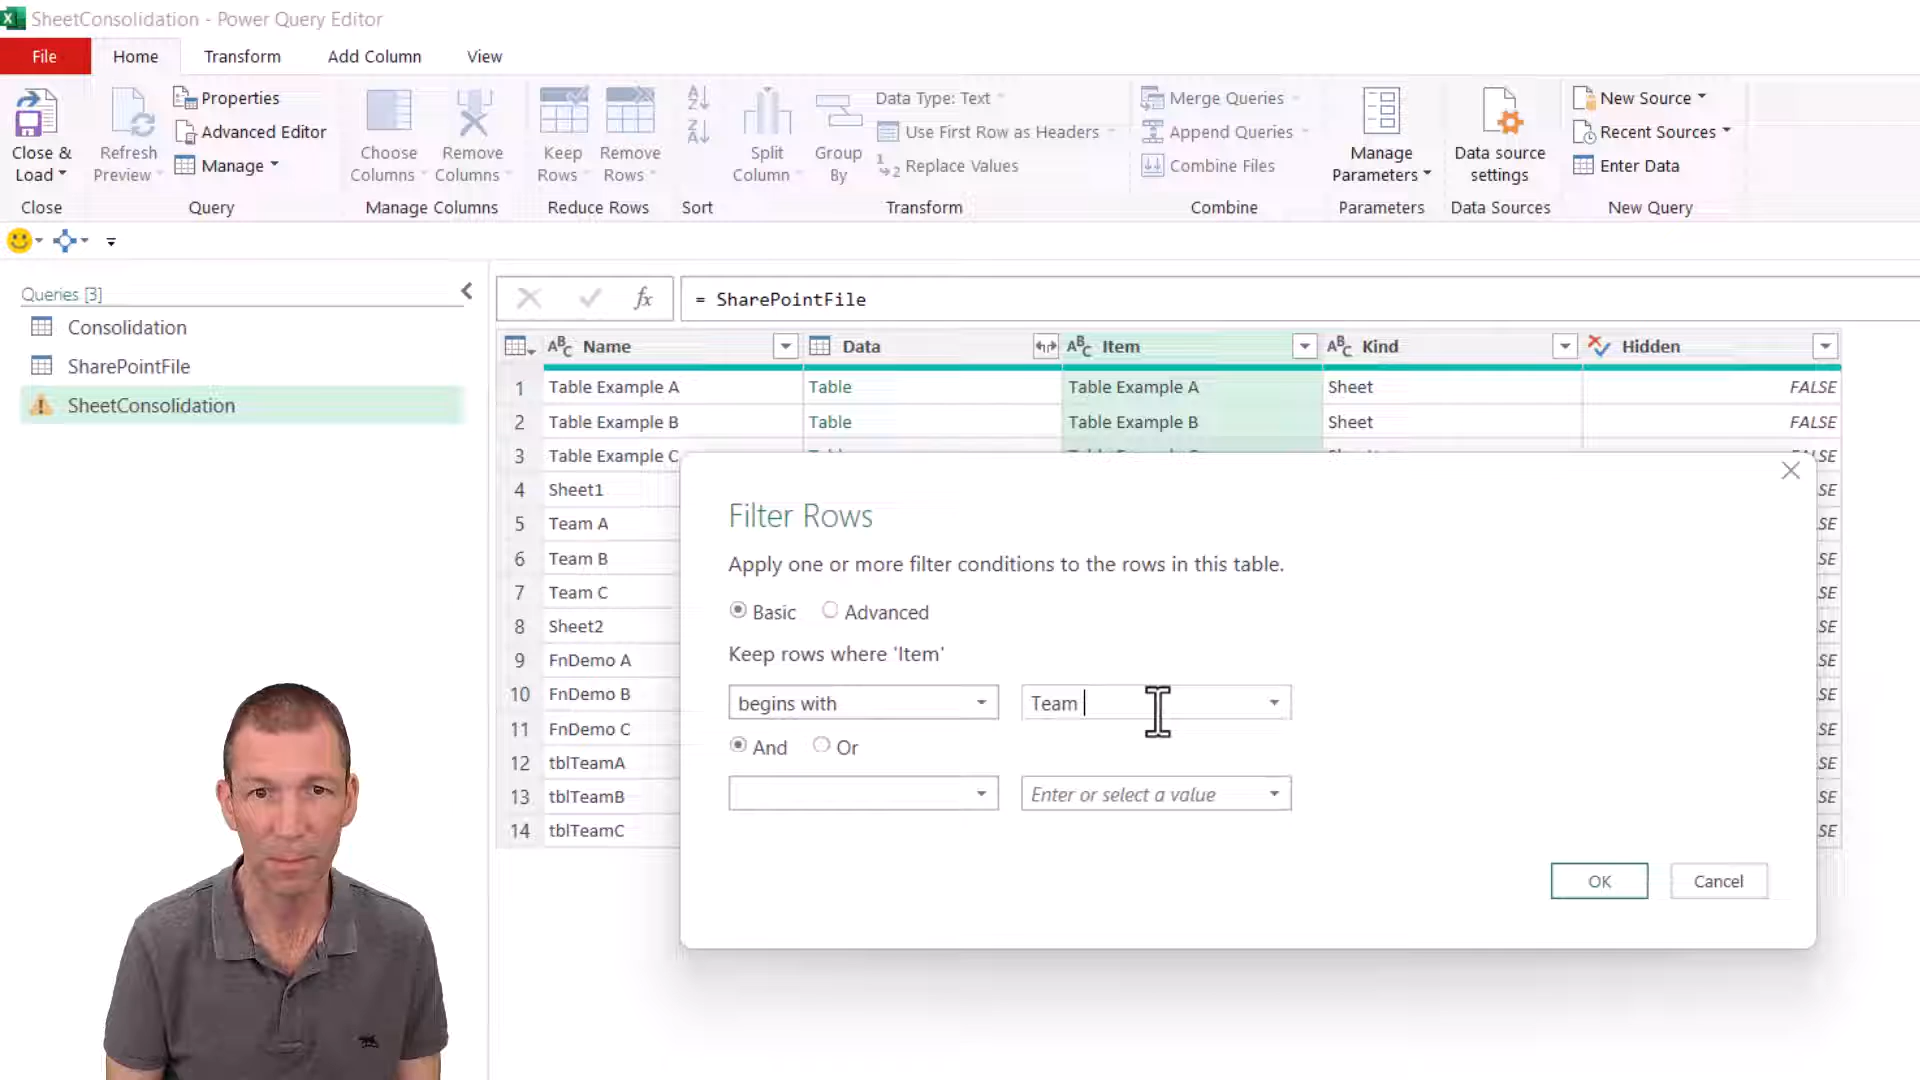 SheetConsolidation - Power Query Editor
File Home Transform Add Column View
Close & Load
Refresh Preview
Properties
Advanced Editor
Manage
Choose Columns
Remove Columns
Keep Rows
Remove Rows
Split Column
Group By
Data Type: Text
Use First Row as Headers
Replace Values
Merge Queries
Append Queries
Combine Files
Manage Parameters
Data source settings
New Source
Recent Sources
Enter Data
Close Query Manage Columns Reduce Rows Sort Transform Combine Parameters Data Sources New Query
Queries [3]
Consolidation
SharePointFile
SheetConsolidation
fx = SharePointFile
Name Data Item Kind Hidden
1 Table Example A Table Table Example A Sheet FALSE
2 Table Example B Table Table Example B Sheet FALSE
3 Table Example C
4 Sheet1
5 Team A
6 Team B
7 Team C
8 Sheet2
9 FnDemo A
10 FnDemo B
11 FnDemo C
12 tblTeamA
13 tblTeamB
14 tblTeamC
Filter Rows
Apply one or more filter conditions to the rows in this table.
Basic Advanced
Keep rows where 'Item'
begins with Team
And Or
Enter or select a value
OK Cancel